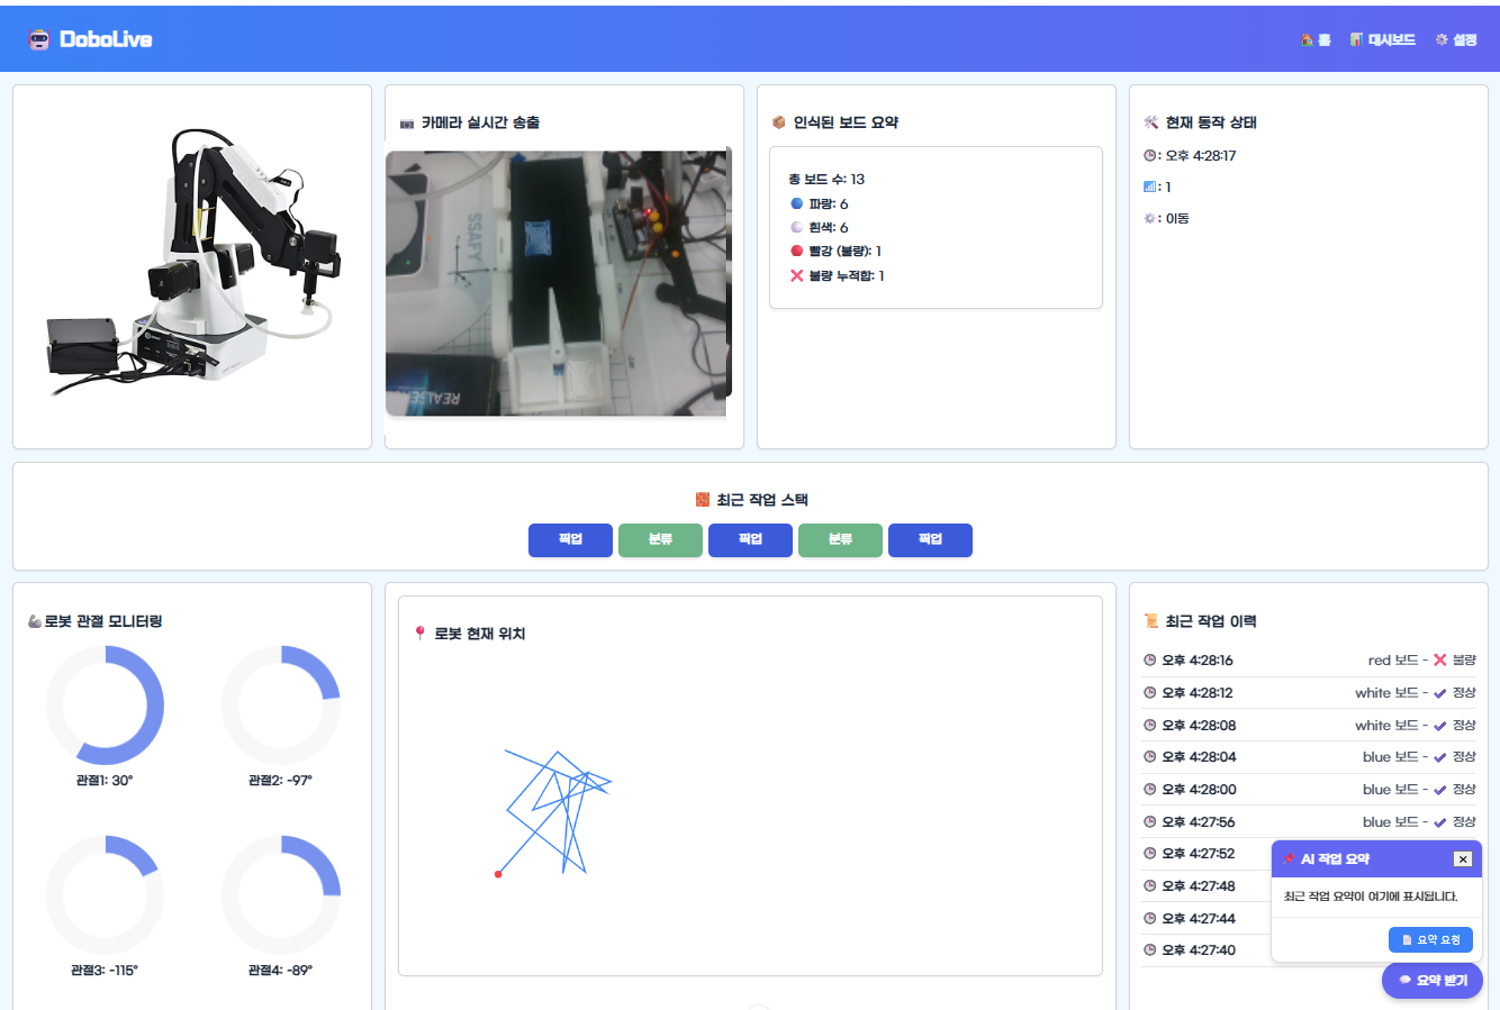 DoboLive
홈
대시보드
설정
카메라 실시간 송출
SSAFY
REALSE
인식된 보드 요약
총 보드 수: 13
파랑: 6
흰색: 6
빨강 (불량): 1
불량 누적합: 1
현재 동작 상태
: 오후 4:28:17
: 1
: 이동
최근 작업 스택
픽업
분류
픽업
분류
픽업
로봇 관절 모니터링
관절1: 30°
관절2: -97°
관절3: -115°
관절4: -89°
로봇 현재 위치
최근 작업 이력
오후 4:28:16 red 보드 - ❌ 불량
오후 4:28:12 white 보드 - ✔ 정상
오후 4:28:08 white 보드 - ✔ 정상
오후 4:28:04 blue 보드 - ✔ 정상
오후 4:28:00 blue 보드 - ✔ 정상
오후 4:27:56 blue 보드 - ✔ 정상
오후 4:27:52
오후 4:27:48
오후 4:27:44
오후 4:27:40
AI 작업 요약
최근 작업 요약이 여기에 표시됩니다.
요약 요청
요약 받기